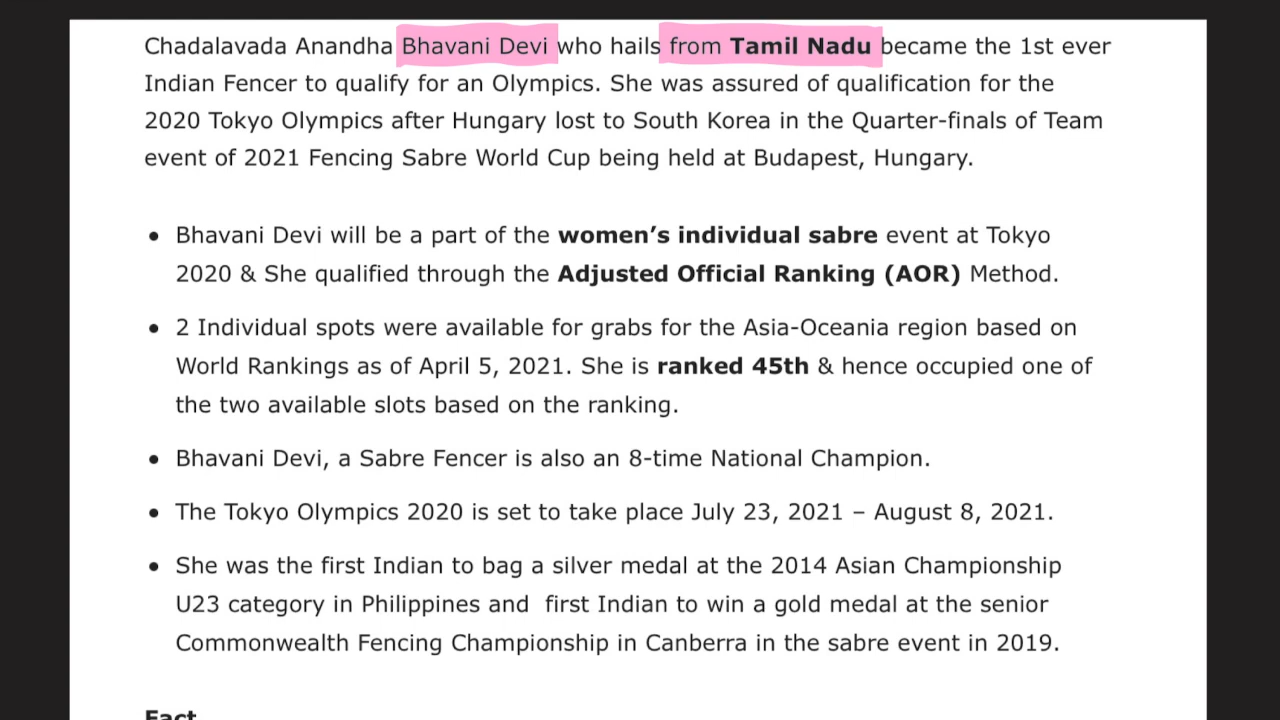 Chadalavada Anandha Bhavani Devi who hails from Tamil Nadu became the 1st ever
Indian Fencer to qualify for an Olympics. She was assured of qualification for the
2020 Tokyo Olympics after Hungary lost to South Korea in the Quarter-finals of Team
event of 2021 Fencing Sabre World Cup being held at Budapest, Hungary.
• Bhavani Devi will be a part of the women’s individual sabre event at Tokyo
2020 & She qualified through the Adjusted Official Ranking (AOR) Method.
• 2 Individual spots were available for grabs for the Asia-Oceania region based on
World Rankings as of April 5, 2021. She is ranked 45th & hence occupied one of
the two available slots based on the ranking.
• Bhavani Devi, a Sabre Fencer is also an 8-time National Champion.
• The Tokyo Olympics 2020 is set to take place July 23, 2021 – August 8, 2021.
• She was the first Indian to bag a silver medal at the 2014 Asian Championship
U23 category in Philippines and  first Indian to win a gold medal at the senior
Commonwealth Fencing Championship in Canberra in the sabre event in 2019.
Fact